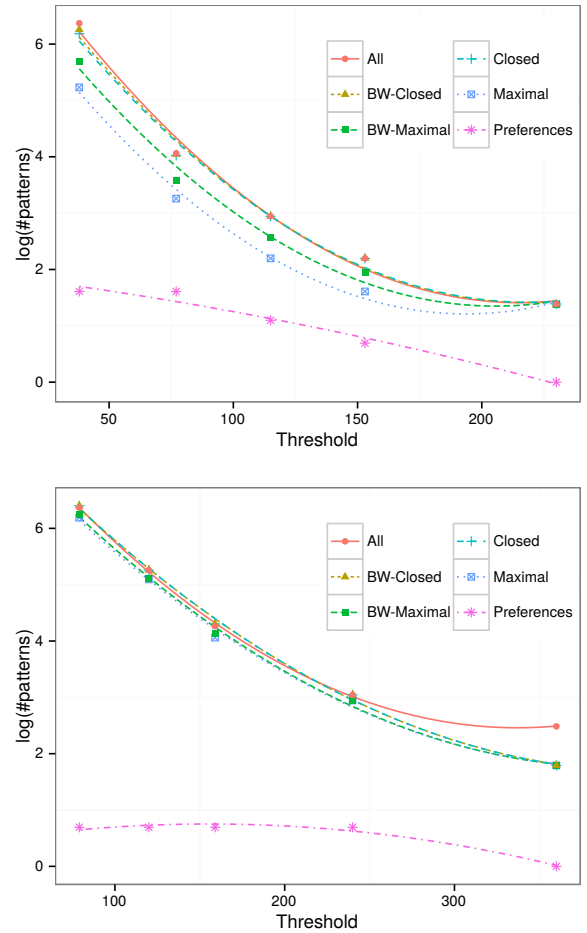 6
4
2
0
log(#patterns)
All
Closed
BW-Closed
Maximal
BW-Maximal
Preferences
50
100
150
200
Threshold
6
4
2
0
log(#patterns)
All
Closed
BW-Closed
Maximal
BW-Maximal
Preferences
100
200
300
Threshold